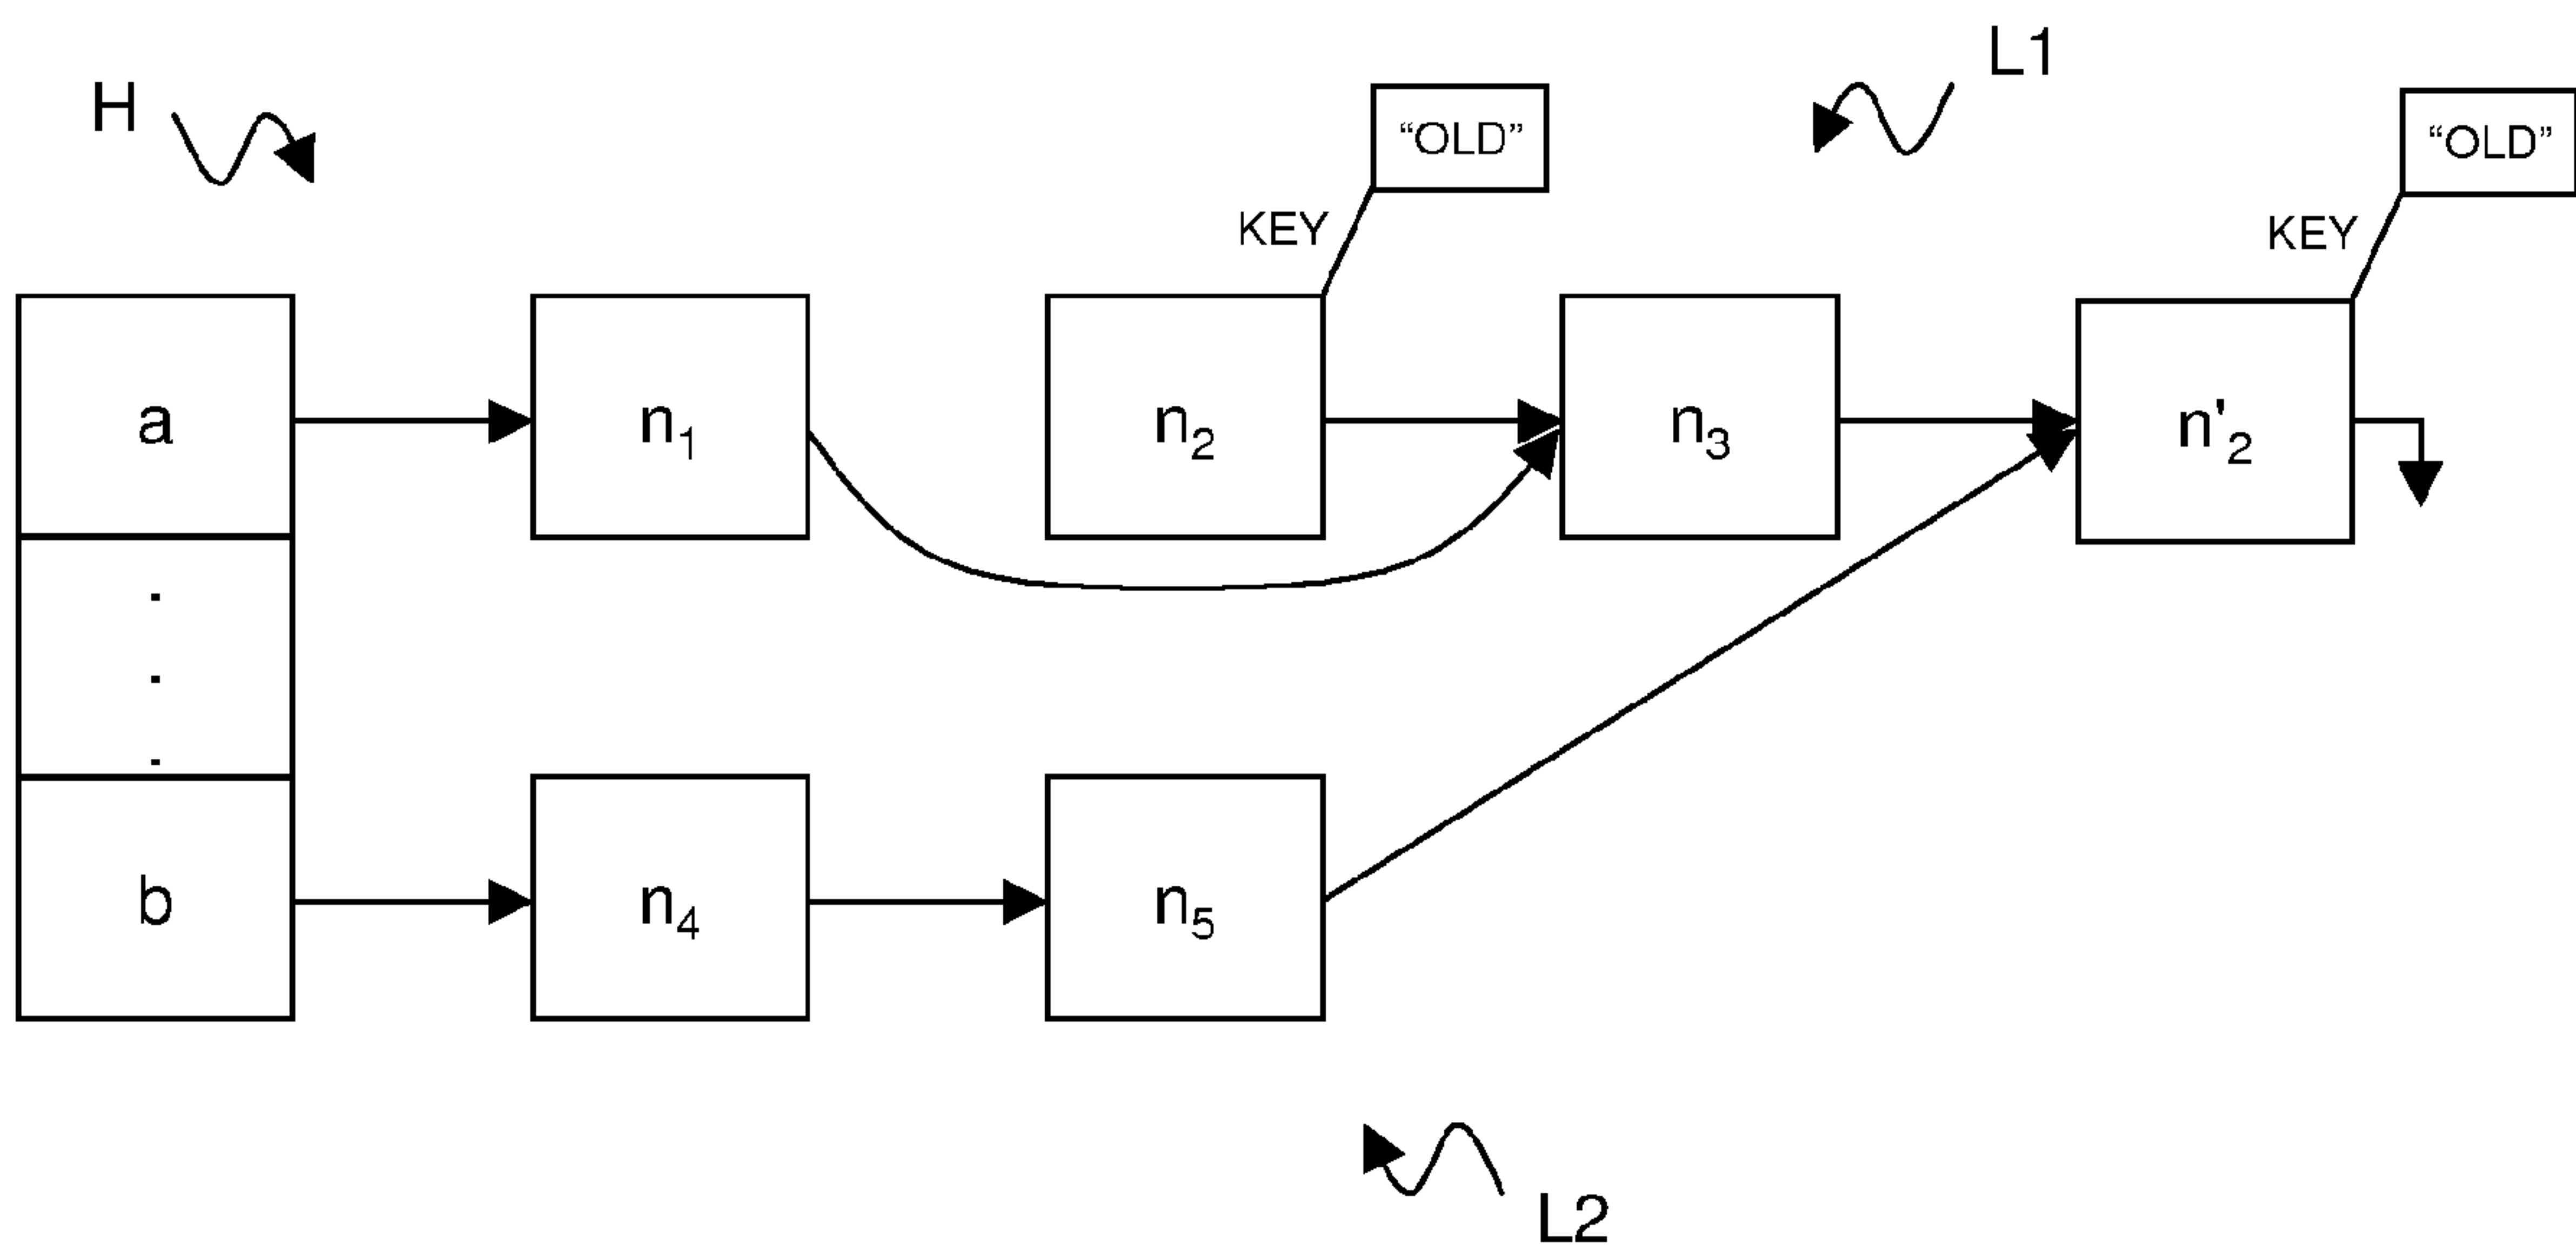 H
L1
“OLD”
“OLD”
KEY
KEY
a
n₁
n₂
n₃
n'₂
.
.
.
b
n₄
n₅
L2